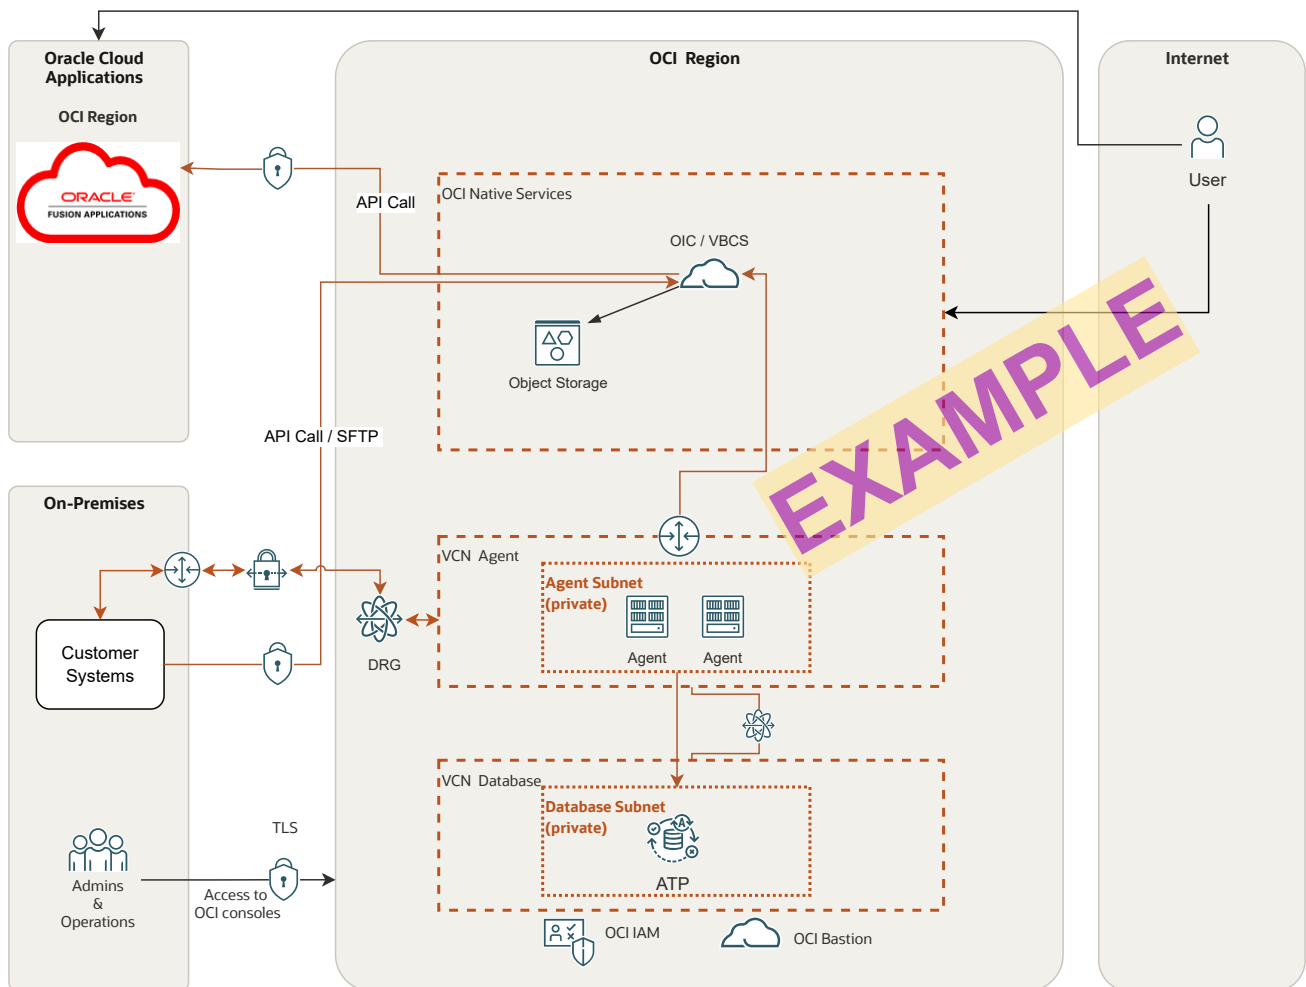 Oracle Cloud
Applications
OCI Region
ORACLE
FUSION APPLICATIONS
OCI Region
Internet
User
API Call
OCI Native Services
OIC / VBCS
Object Storage
API Call / SFTP
EXAMPLE
On-Premises
Customer
Systems
DRG
VCN Agent
Agent Subnet
(private)
Agent
Agent
VCN Database
Database Subnet
(private)
ATP
TLS
Admins
&
Operations
Access to
OCI consoles
OCI IAM
OCI Bastion